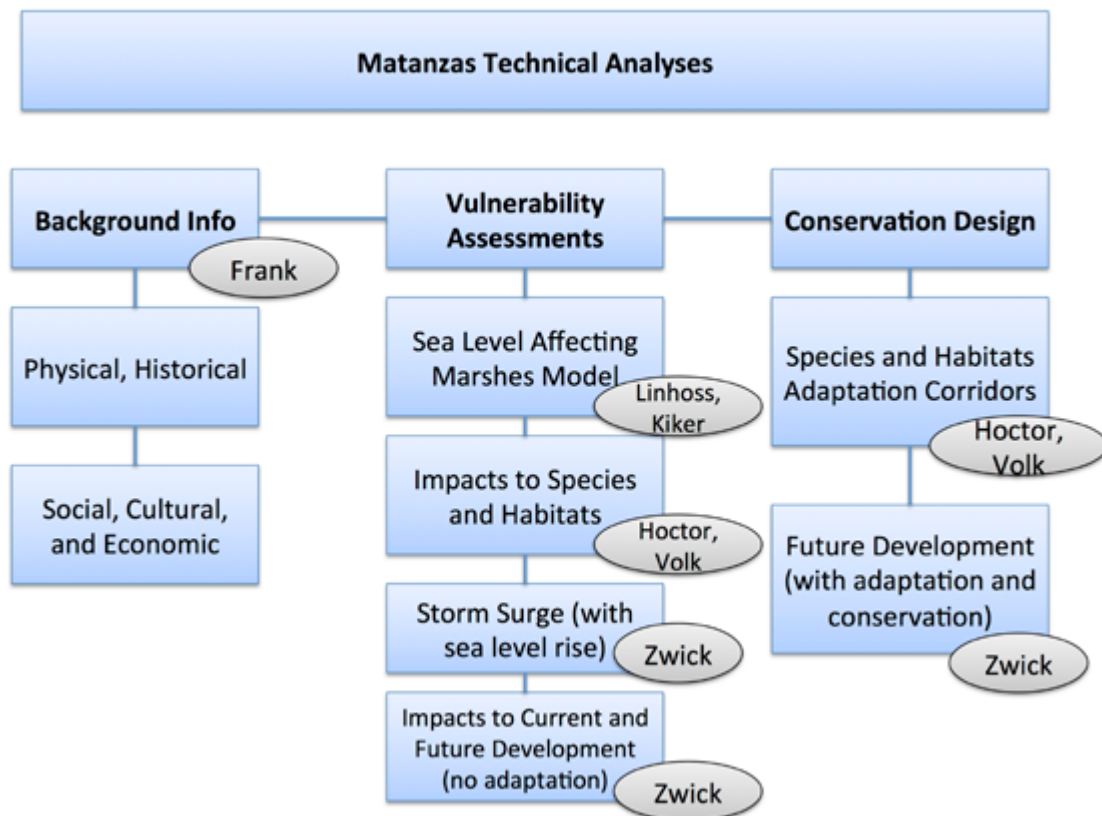 Matanzas Technical Analyses
Background Info
Frank
Physical, Historical
Social, Cultural,
and Economic
Vulnerability
Assessments
Sea Level Affecting
Marshes Model
Linhoss,
Kiker
Impacts to Species
and Habitats
Hoctor,
Volk
Storm Surge (with
sea level rise)
Zwick
Impacts to Current and
Future Development
(no adaptation)
Zwick
Conservation Design
Species and Habitats
Adaptation Corridors
Hoctor,
Volk
Future Development
(with adaptation and
conservation)
Zwick